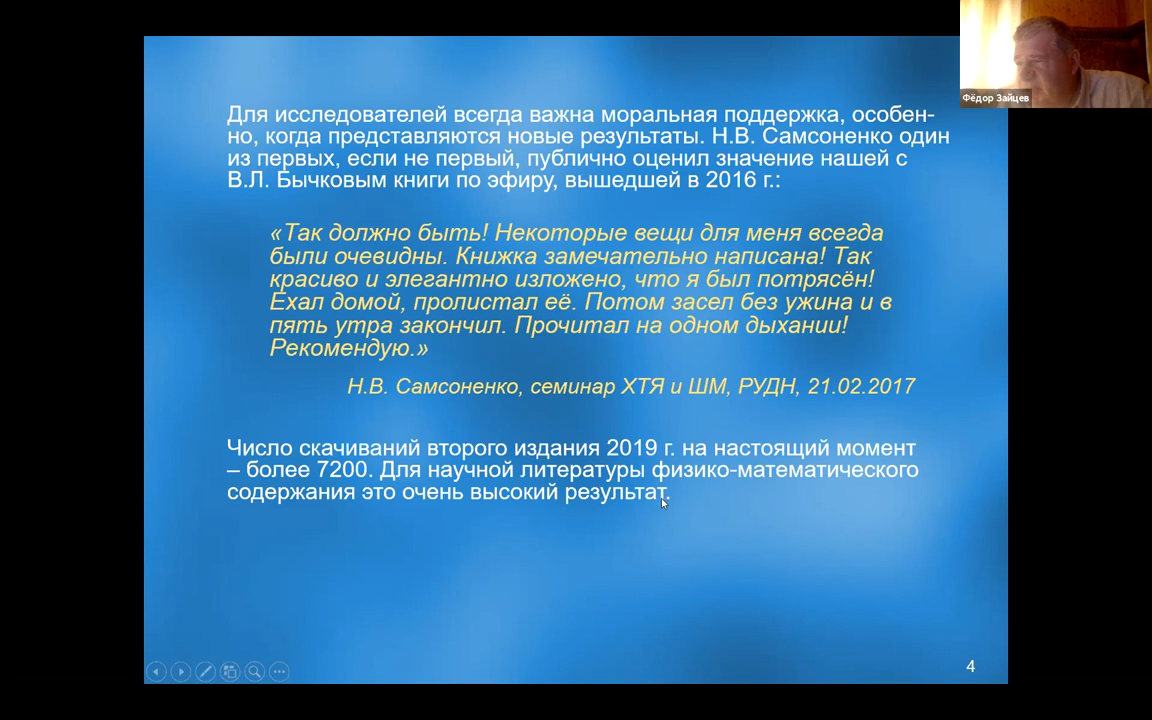 Фёдор Зайцев
Для исследователей всегда важна моральная поддержка, особен-
но, когда представляются новые результаты. Н.В. Самсоненко один
из первых, если не первый, публично оценил значение нашей с
В.Л. Бычковым книги по эфиру, вышедшей в 2016 г.:
«Так должно быть! Некоторые вещи для меня всегда
были очевидны. Книжка замечательно написана! Так
красиво и элегантно изложено, что я был потрясён!
Ехал домой, пролистал её. Потом засел без ужина и в
пять утра закончил. Прочитал на одном дыхании!
Рекомендую.»
Н.В. Самсоненко, семинар ХТЯ и ШМ, РУДН, 21.02.2017
Число скачиваний второго издания 2019 г. на настоящий момент
– более 7200. Для научной литературы физико-математического
содержания это очень высокий результат.
4